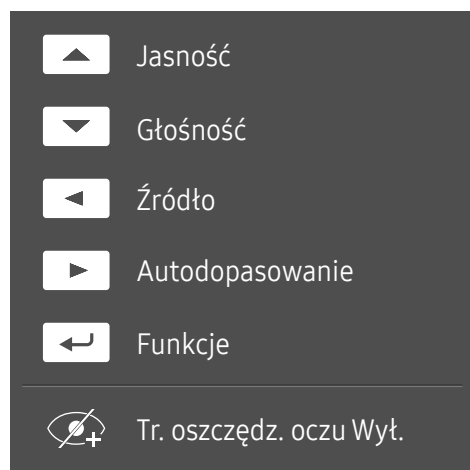 Jasność
Głośność
Źródło
Autodopasowanie
Funkcje
Tr. oszczędz. oczu Wył.